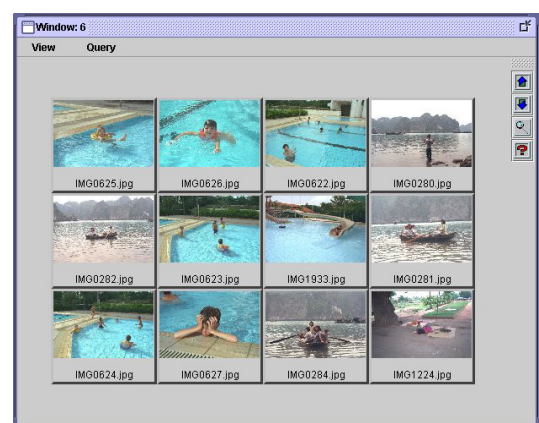 Window: 6
View Query
IMG0625.jpg IMG0626.jpg IMG0622.jpg IMG0280.jpg
IMG0282.jpg IMG0623.jpg IMG1933.jpg IMG0281.jpg
IMG0624.jpg IMG0627.jpg IMG0284.jpg IMG1224.jpg